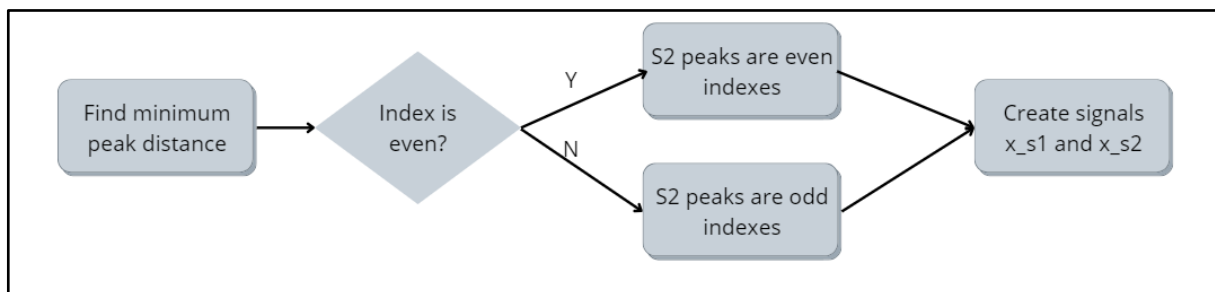 Find minimum
peak distance
Index is
even?
Y
N
S2 peaks are even
indexes
S2 peaks are odd
indexes
Create signals
x_s1 and x_s2